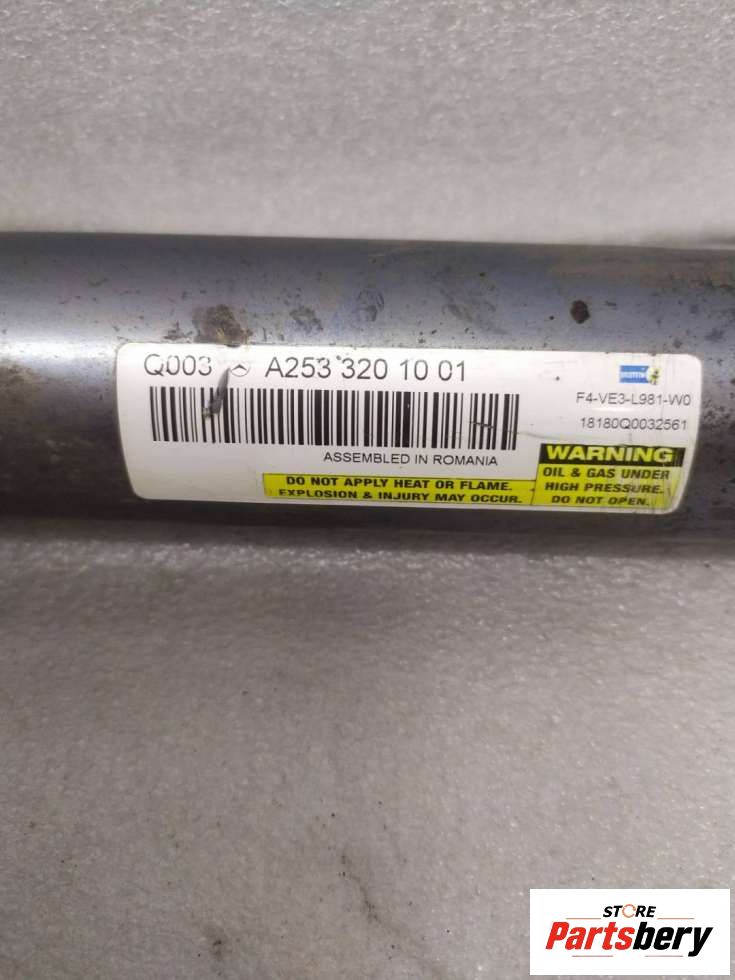 Q003 A253 320 10 01
F4-VE3-L981-W0
18180Q0032561
ASSEMBLED IN ROMANIA
DO NOT APPLY HEAT OR FLAME.
EXPLOSION & INJURY MAY OCCUR.
WARNING
OIL & GAS UNDER
HIGH PRESSURE.
DO NOT OPEN.
STORE
Partsbery